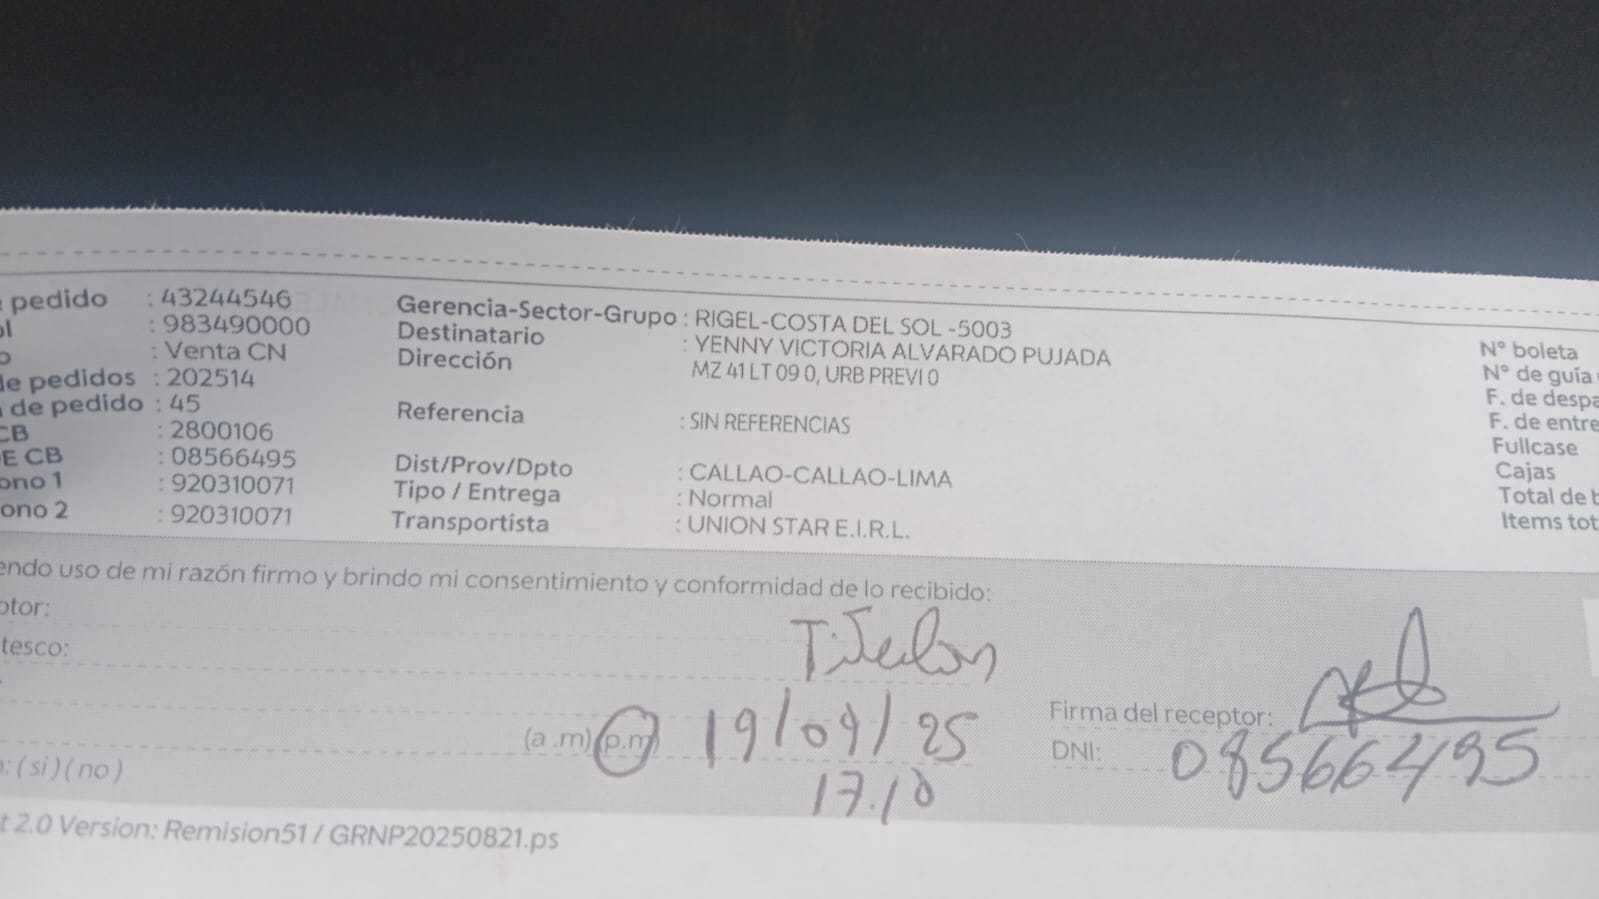 pedido : 43244546
ol : 983490000
o : Venta CN
de pedidos : 202514
de pedido : 45
CB : 2800106
E CB : 08566495
ono 1 : 920310071
ono 2 : 920310071
Gerencia-Sector-Grupo : RIGEL-COSTA DEL SOL -5003
Destinatario : YENNY VICTORIA ALVARADO PUJADA
Dirección MZ 41 LT 09 0, URB PREVI 0
Referencia : SIN REFERENCIAS
Dist/Prov/Dpto : CALLAO-CALLAO-LIMA
Tipo / Entrega : Normal
Transportista : UNION STAR E.I.R.L.
N° boleta
N° de guía
F. de despa
F. de entre
Fullcase
Cajas
Total de b
Items tot
endo uso de mi razón firmo y brindo mi consentimiento y conformidad de lo recibido:
ptor:
tesco:
(a .m) (p.m) 19/09/25
17.10
Firma del receptor:
DNI: 08566495
: ( si ) ( no )
t 2.0 Version: Remision51 / GRNP20250821.ps